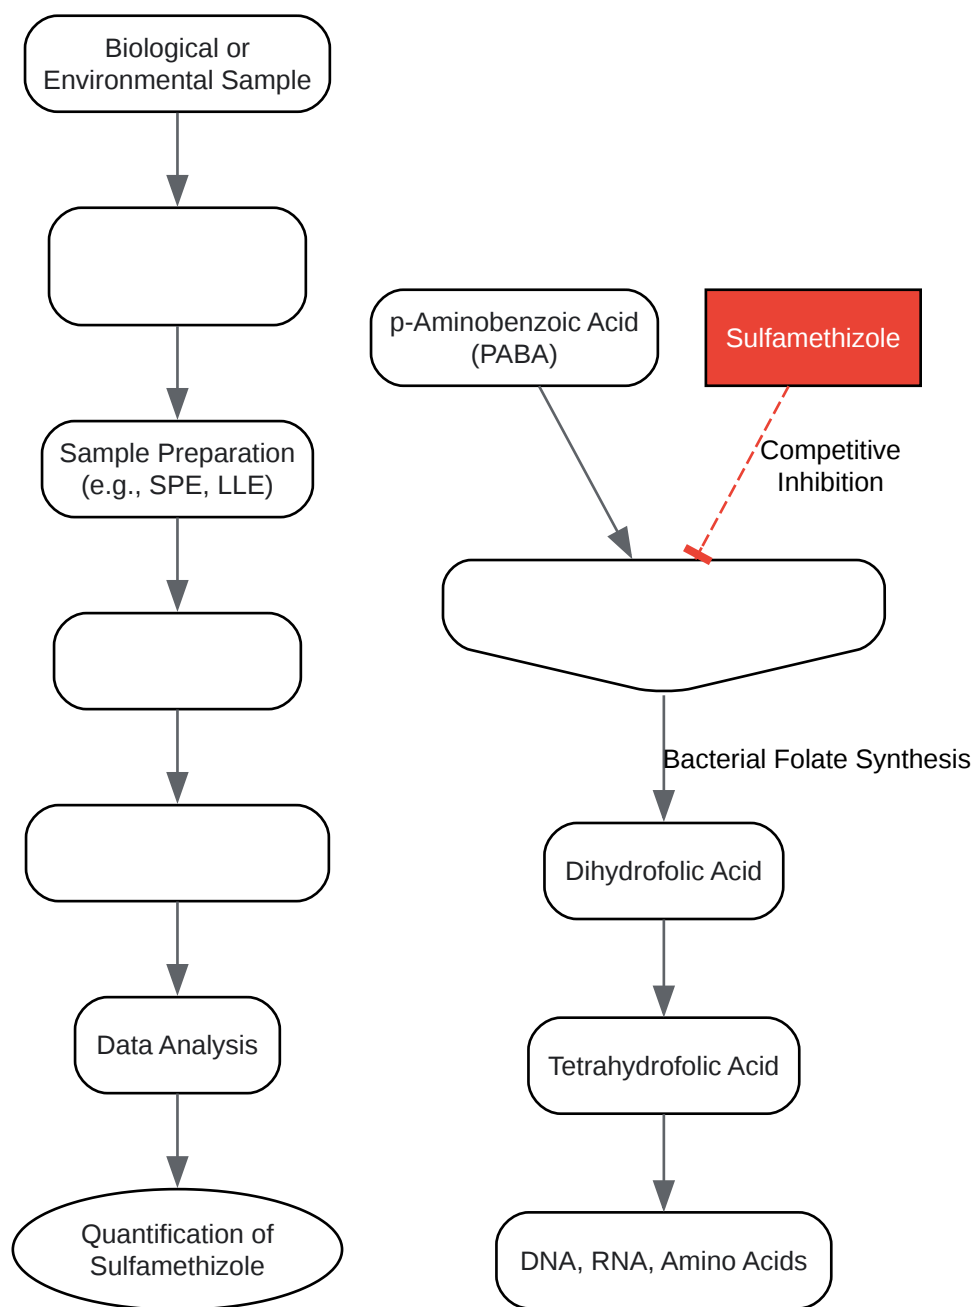 Biological or
Environmental Sample
Sample Preparation
(e.g., SPE, LLE)
Data Analysis
Quantification of
Sulfamethizole
p-Aminobenzoic Acid
(PABA)
Sulfamethizole
Competitive
Inhibition
Bacterial Folate Synthesis
Dihydrofolic Acid
Tetrahydrofolic Acid
DNA, RNA, Amino Acids